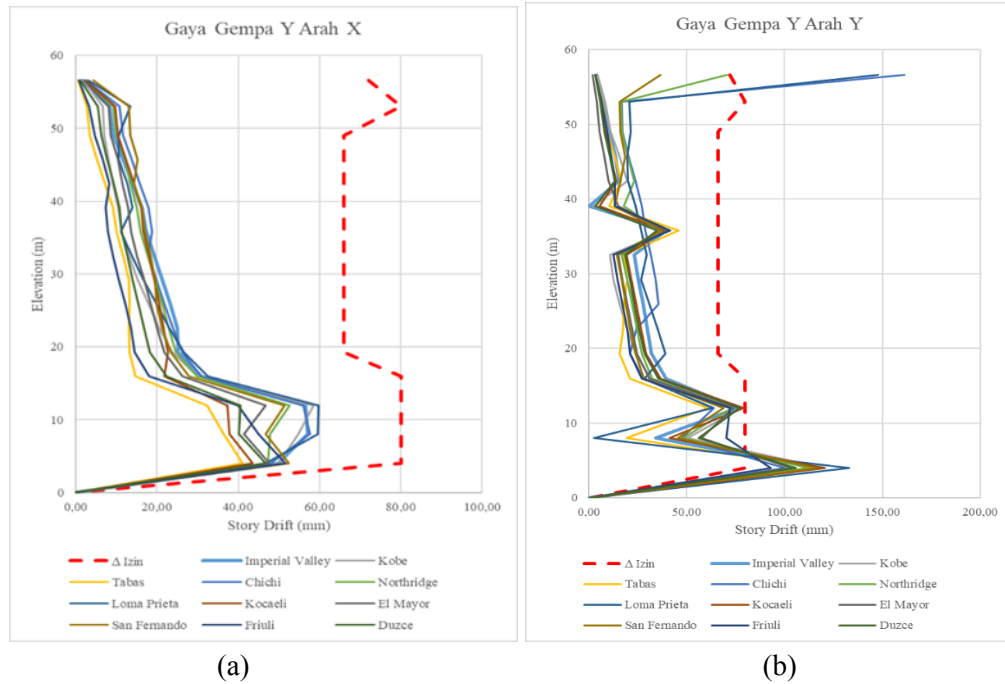 Gaya Gempa Y Arah X
60
50
40
30
20
10
0
Elevation (m)
0,00 20,00 40,00 60,00 80,00 100,00
Story Drift (mm)
Δ Izin Imperial Valley Kobe
Tabas Chichi Northridge
Loma Prieta Kocaeli El Mayor
San Fernando Friuli Duzce
(a)
Gaya Gempa Y Arah Y
60
50
40
30
20
10
0
Elevation (m)
0,00 50,00 100,00 150,00 200,00
Story Drift (mm)
Δ Izin Imperial Valley Kobe
Tabas Chichi Northridge
Loma Prieta Kocaeli El Mayor
San Fernando Friuli Duzce
(b)